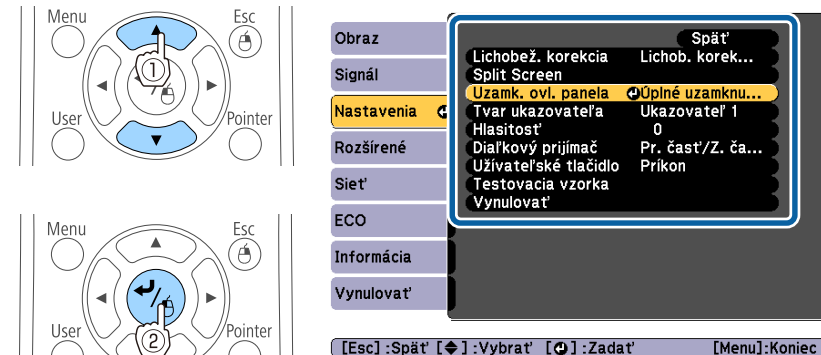 Menu
Esc
1
User
Pointer
Menu
Esc
User
Pointer
2
Obraz
Signál
Nastavenia
Rozšírené
Sieť
ECO
Informácia
Vynulovať
Späť
Lichobež. korekcia Lichob. korek...
Split Screen
Uzamk. ovl. panela Úplné uzamknu...
Tvar ukazovateľa Ukazovateľ 1
Hlasitosť 0
Diaľkový prijímač Pr. časť/Z. ča...
Užívateľské tlačidlo Príkon
Testovacia vzorka
Vynulovať
[Esc] :Späť [◆] :Vybrať [⏎] :Zadať [Menu]:Koniec